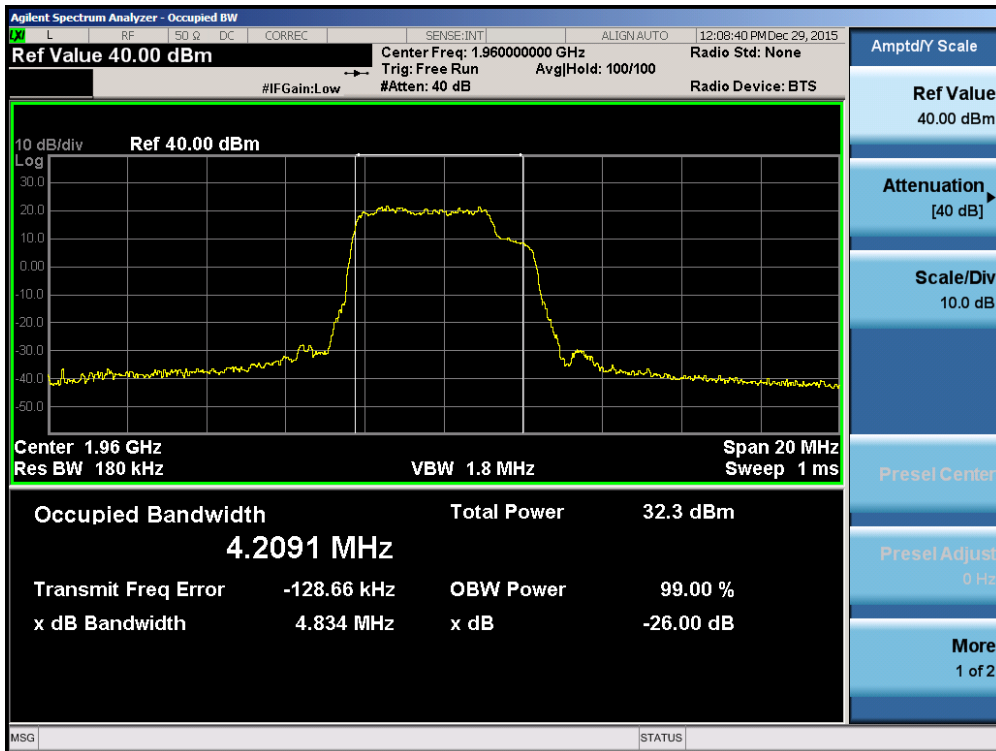 Agilent Spectrum Analyzer - Occupied BW
LXI L RF 50 Ω DC CORREC SENSE:INT ALIGN AUTO 12:08:40 PM Dec 29, 2015
Ref Value 40.00 dBm
Center Freq: 1.960000000 GHz
Radio Std: None
Trig: Free Run Avg|Hold: 100/100
#IFGain:Low #Atten: 40 dB Radio Device: BTS
10 dB/div Ref 40.00 dBm
Log
30.0
20.0
10.0
0.00
-10.0
-20.0
-30.0
-40.0
-50.0
Center 1.96 GHz Span 20 MHz
Res BW 180 kHz VBW 1.8 MHz Sweep 1 ms
Occupied Bandwidth Total Power 32.3 dBm
4.2091 MHz
Transmit Freq Error -128.66 kHz OBW Power 99.00 %
x dB Bandwidth 4.834 MHz x dB -26.00 dB
Amptd/Y Scale
Ref Value
40.00 dBm
Attenuation
[40 dB]
Scale/Div
10.0 dB
Presel Center
Presel Adjust
0 Hz
More
1 of 2
MSG STATUS